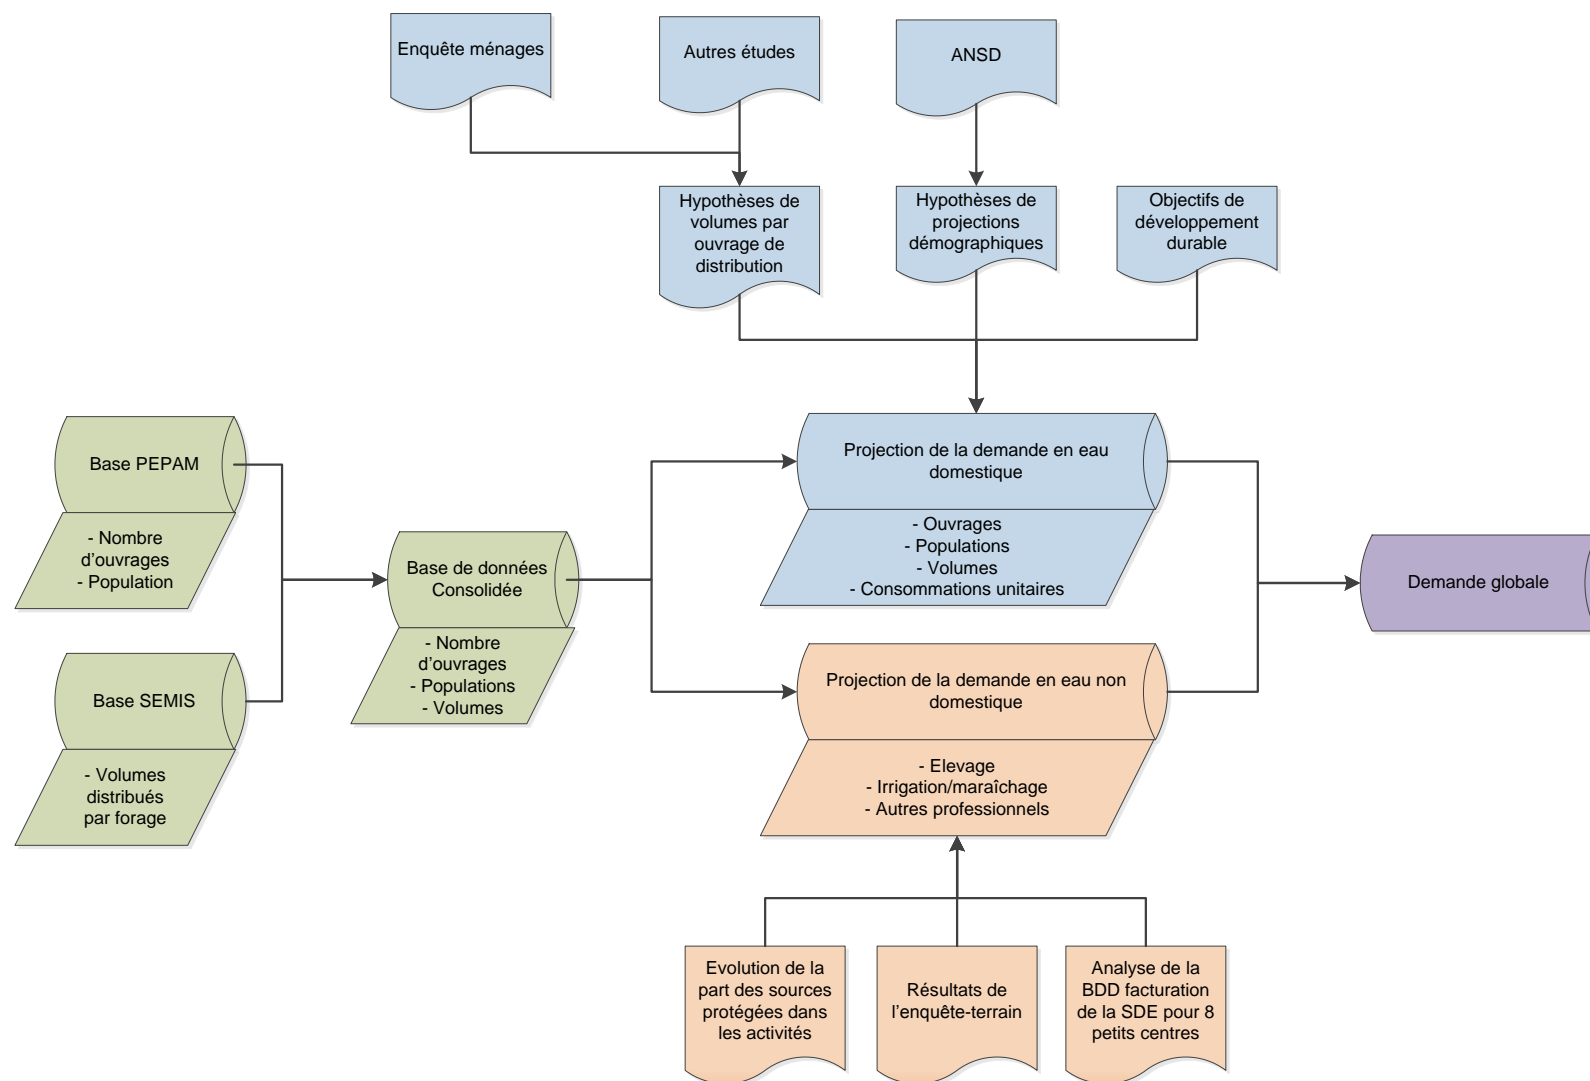 Enquête ménages
Autres études
ANSD
Hypothèses de
volumes par
ouvrage de
distribution
Hypothèses de
projections
démographiques
Objectifs de
développement
durable
Base PEPAM
- Nombre
d'ouvrages
- Population
Base SEMIS
- Volumes
distribués
par forage
Base de données
Consolidée
- Nombre
d'ouvrages
- Populations
- Volumes
Projection de la demande en eau
domestique
- Ouvrages
- Populations
- Volumes
- Consommations unitaires
Projection de la demande en eau non
domestique
- Elevage
- Irrigation/maraîchage
- Autres professionnels
Demande globale
Evolution de la
part des sources
protégées dans
les activités
Résultats de
l'enquête-terrain
Analyse de la
BDD facturation
de la SDE pour 8
petits centres